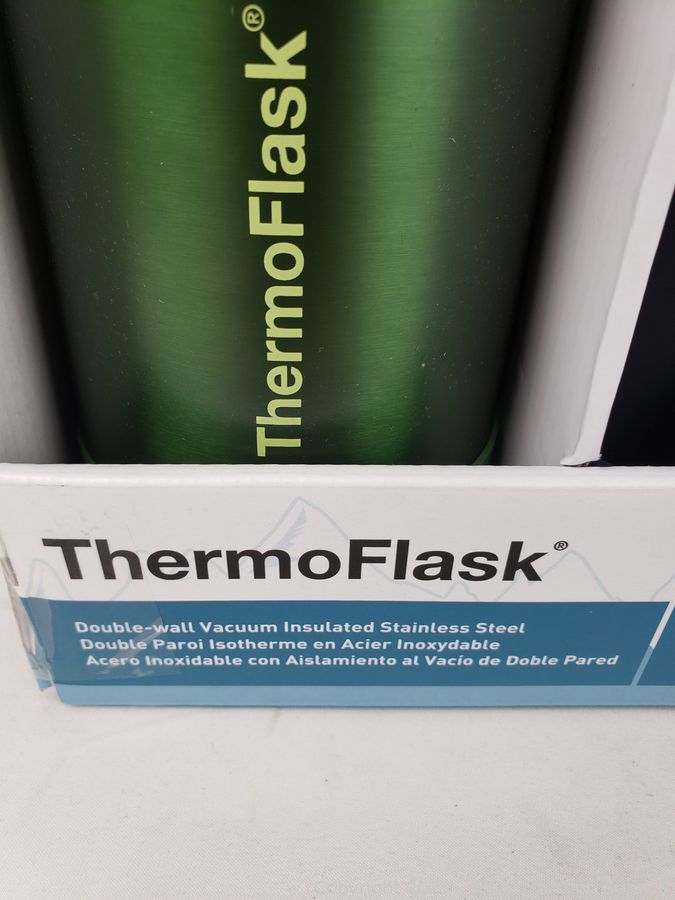 ThermoFlask®
ThermoFlask®
Double-wall Vacuum Insulated Stainless Steel
Double Paroi Isotherme en Acier Inoxydable
Acero Inoxidable con Aislamiento al Vacío de Doble Pared
Copyright